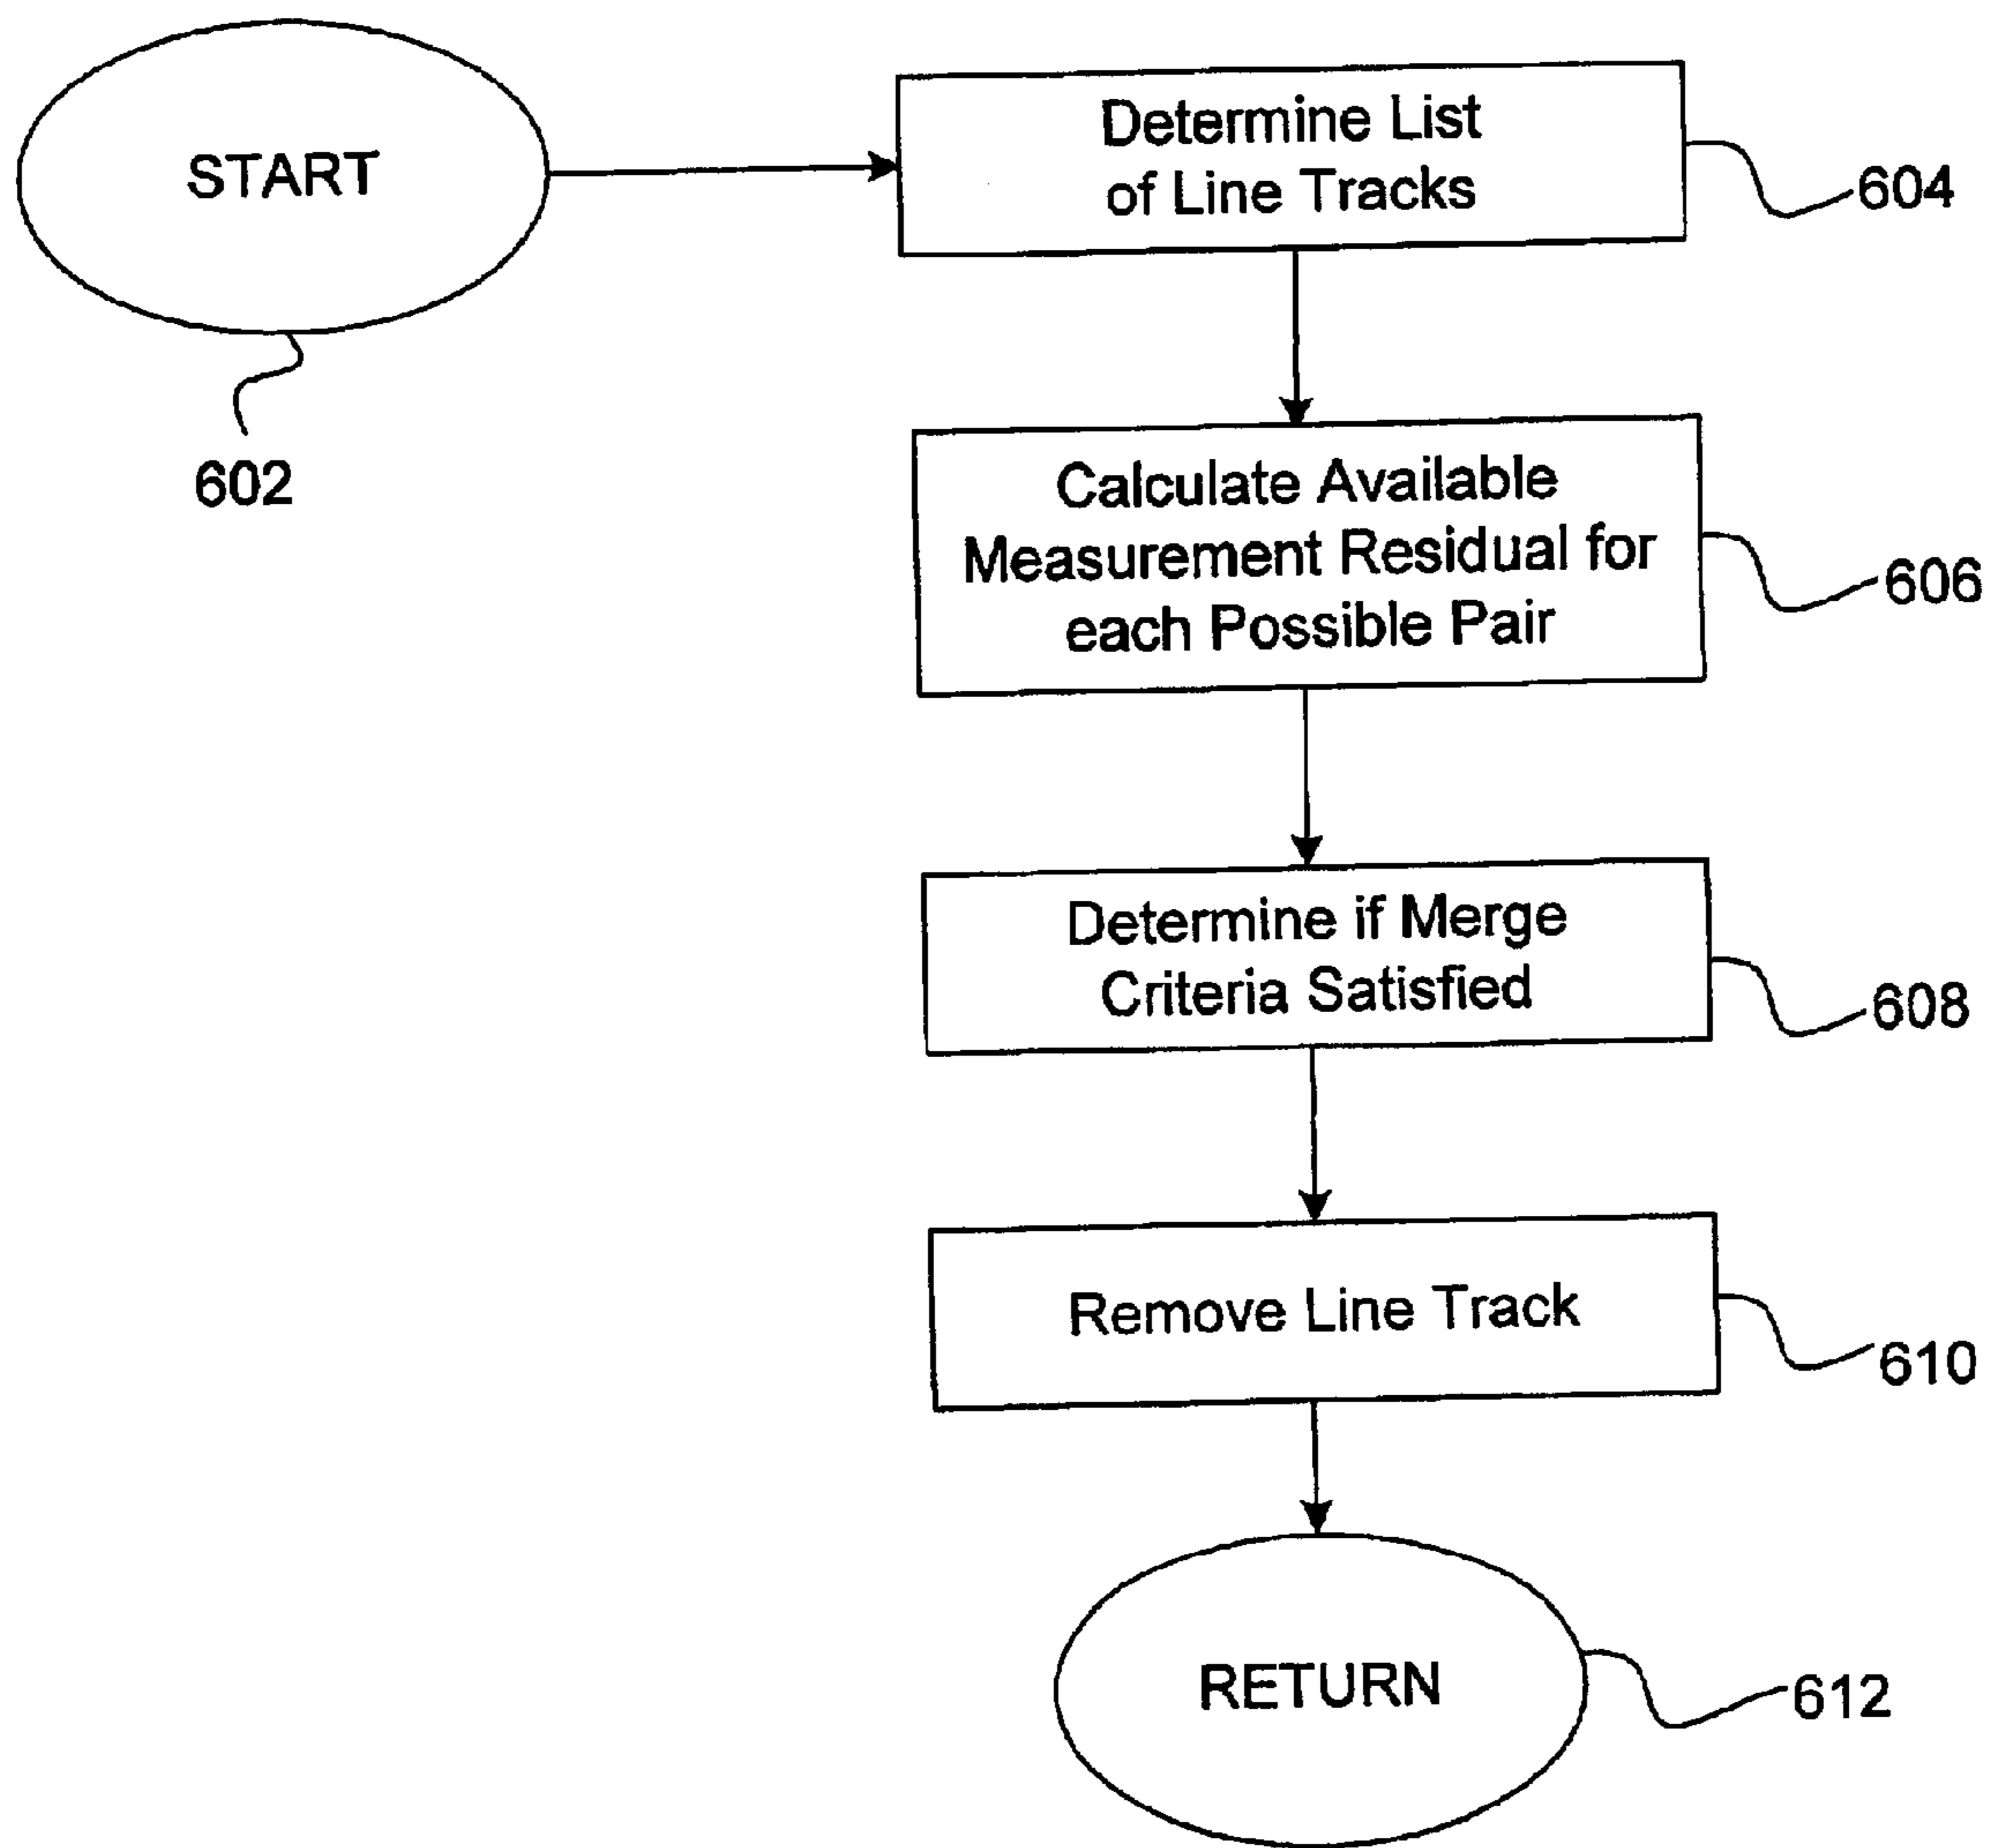 START
602
Determine List
of Line Tracks
604
Calculate Available
Measurement Residual for
each Possible Pair
606
Determine if Merge
Criteria Satisfied
608
Remove Line Track
610
RETURN
612